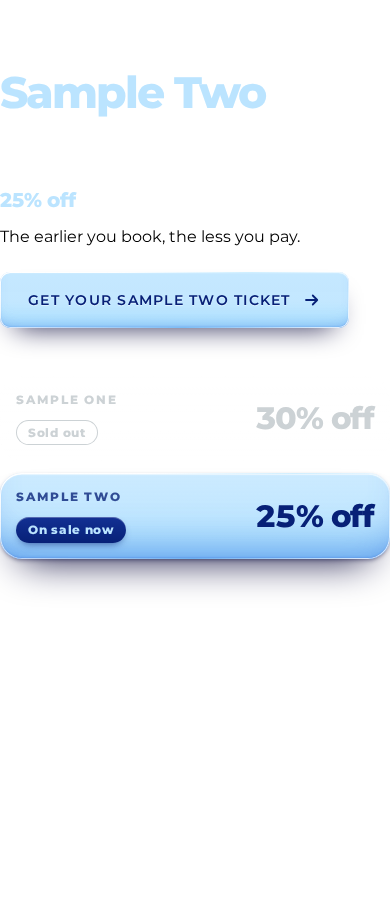 Sample Two
25% off
The earlier you book, the less you pay.
GET YOUR SAMPLE TWO TICKET →
SAMPLE ONE
Sold out
30% off
SAMPLE TWO
On sale now
25% off